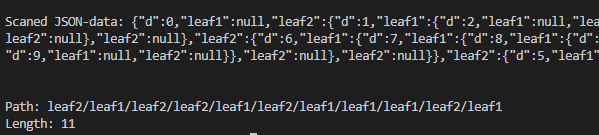 Scaned JSON-data: {"d":0,"leaf1":null,"leaf2":{"d":1,"leaf1":{"d":2,"leaf1":null,"lea
leaf2":null},"leaf2":null},"leaf2":{"d":6,"leaf1":{"d":7,"leaf1":{"d":8,"leaf1":{"d":
"d":9,"leaf1":null,"leaf2":null}},"leaf2":null},"leaf2":null}},"leaf2":{"d":5,"leaf1"
Path: leaf2/leaf1/leaf2/leaf2/leaf1/leaf2/leaf1/leaf1/leaf1/leaf2/leaf1
Length: 11